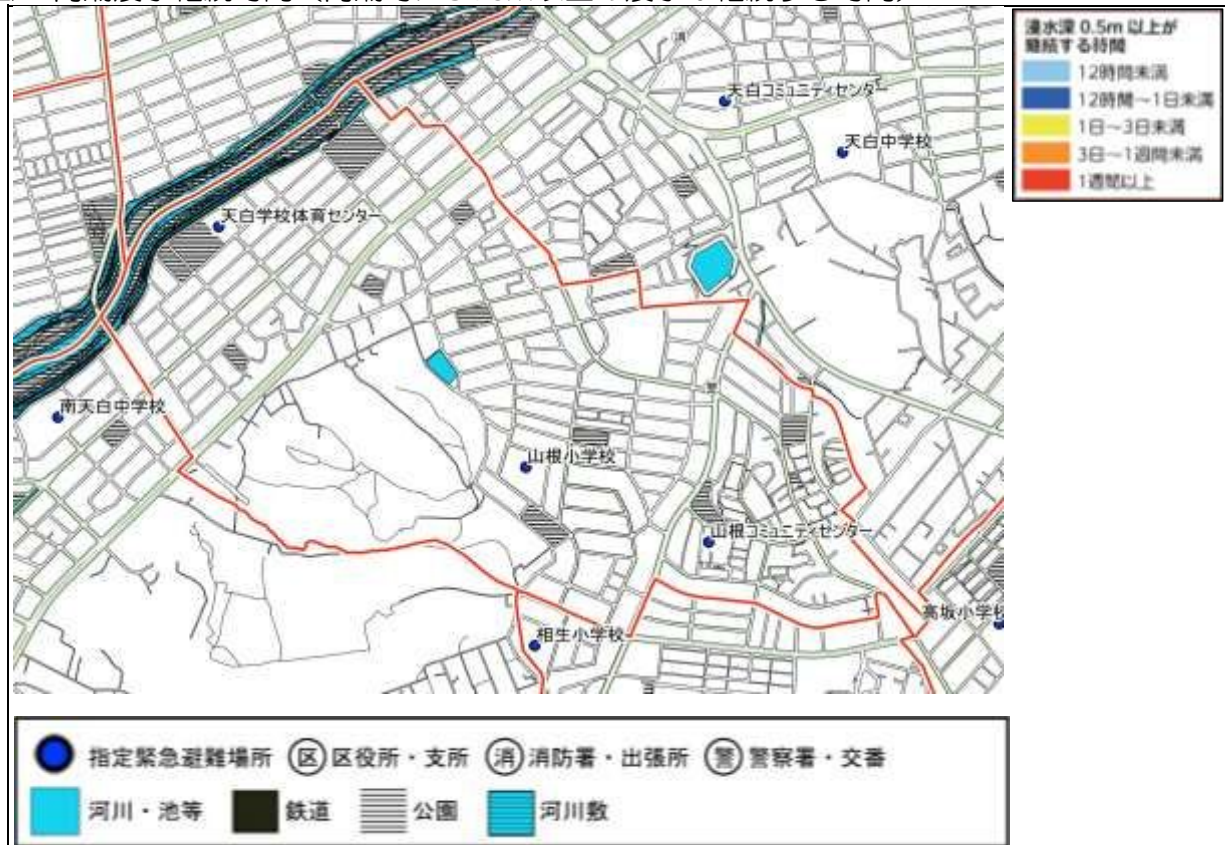 浸水深 0.5m 以上が
継続する時間
12時間未満
12時間～1日未満
1日～3日未満
3日～1週間未満
1週間以上
消
天白コミュニティセンター
天白中学校
天白学校体育センター
南天白中学校
警
山根小学校
山根コミュニティセンター
高坂小学校
相生小学校
指定緊急避難場所 区 区役所・支所 消 消防署・出張所 警 警察署・交番
河川・池等 鉄道 公園 河川敷